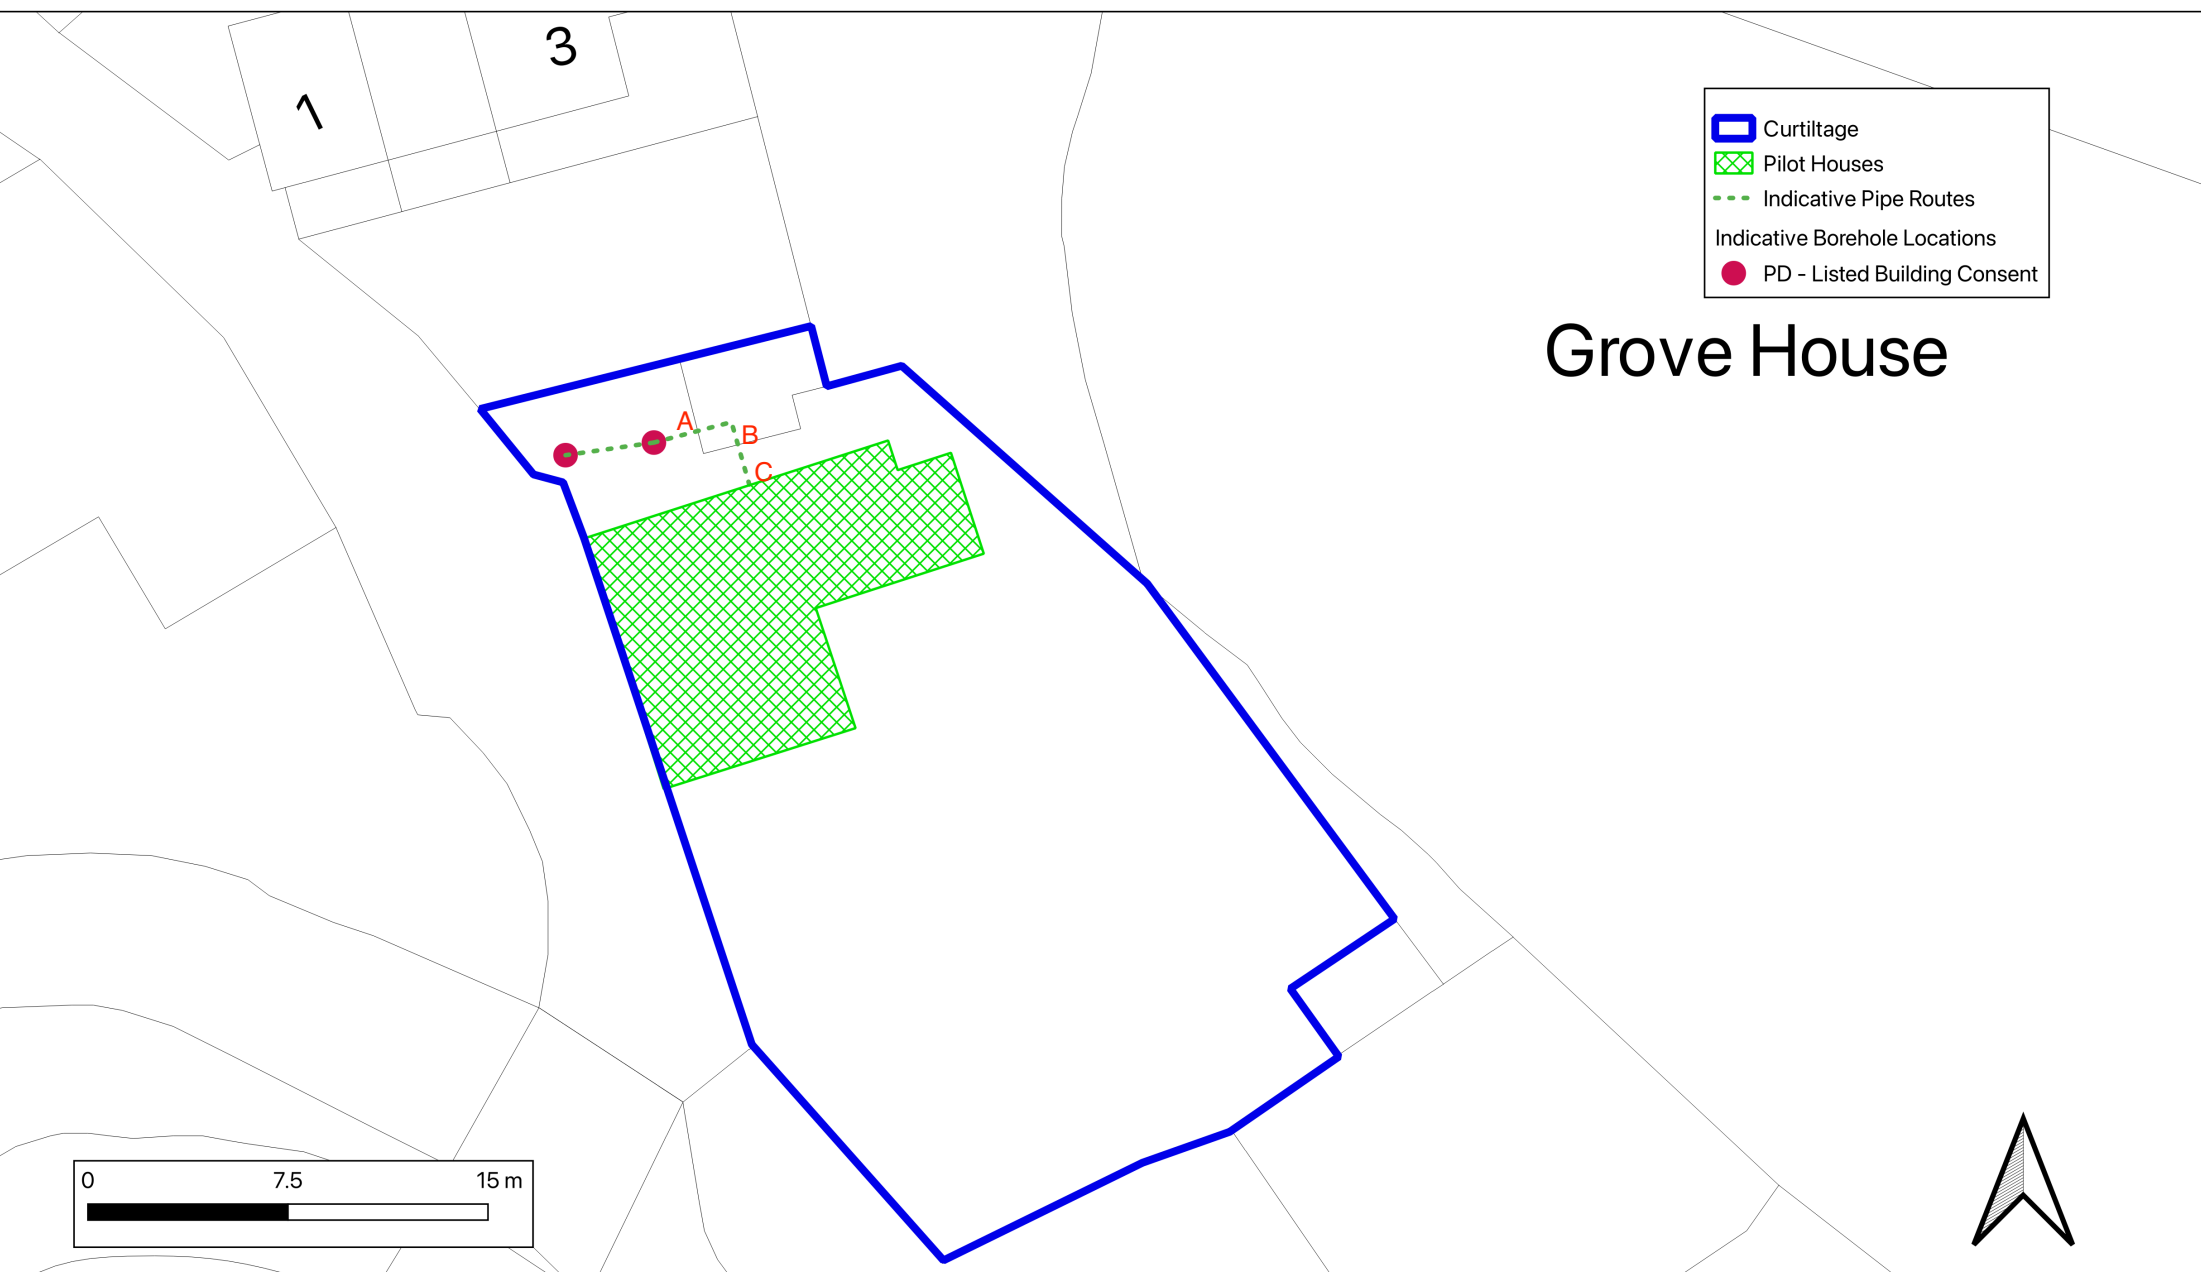 3
1
Curtiltage
Pilot Houses
Indicative Pipe Routes
Indicative Borehole Locations
PD - Listed Building Consent
Grove House
A
B
C
0 7.5 15 m